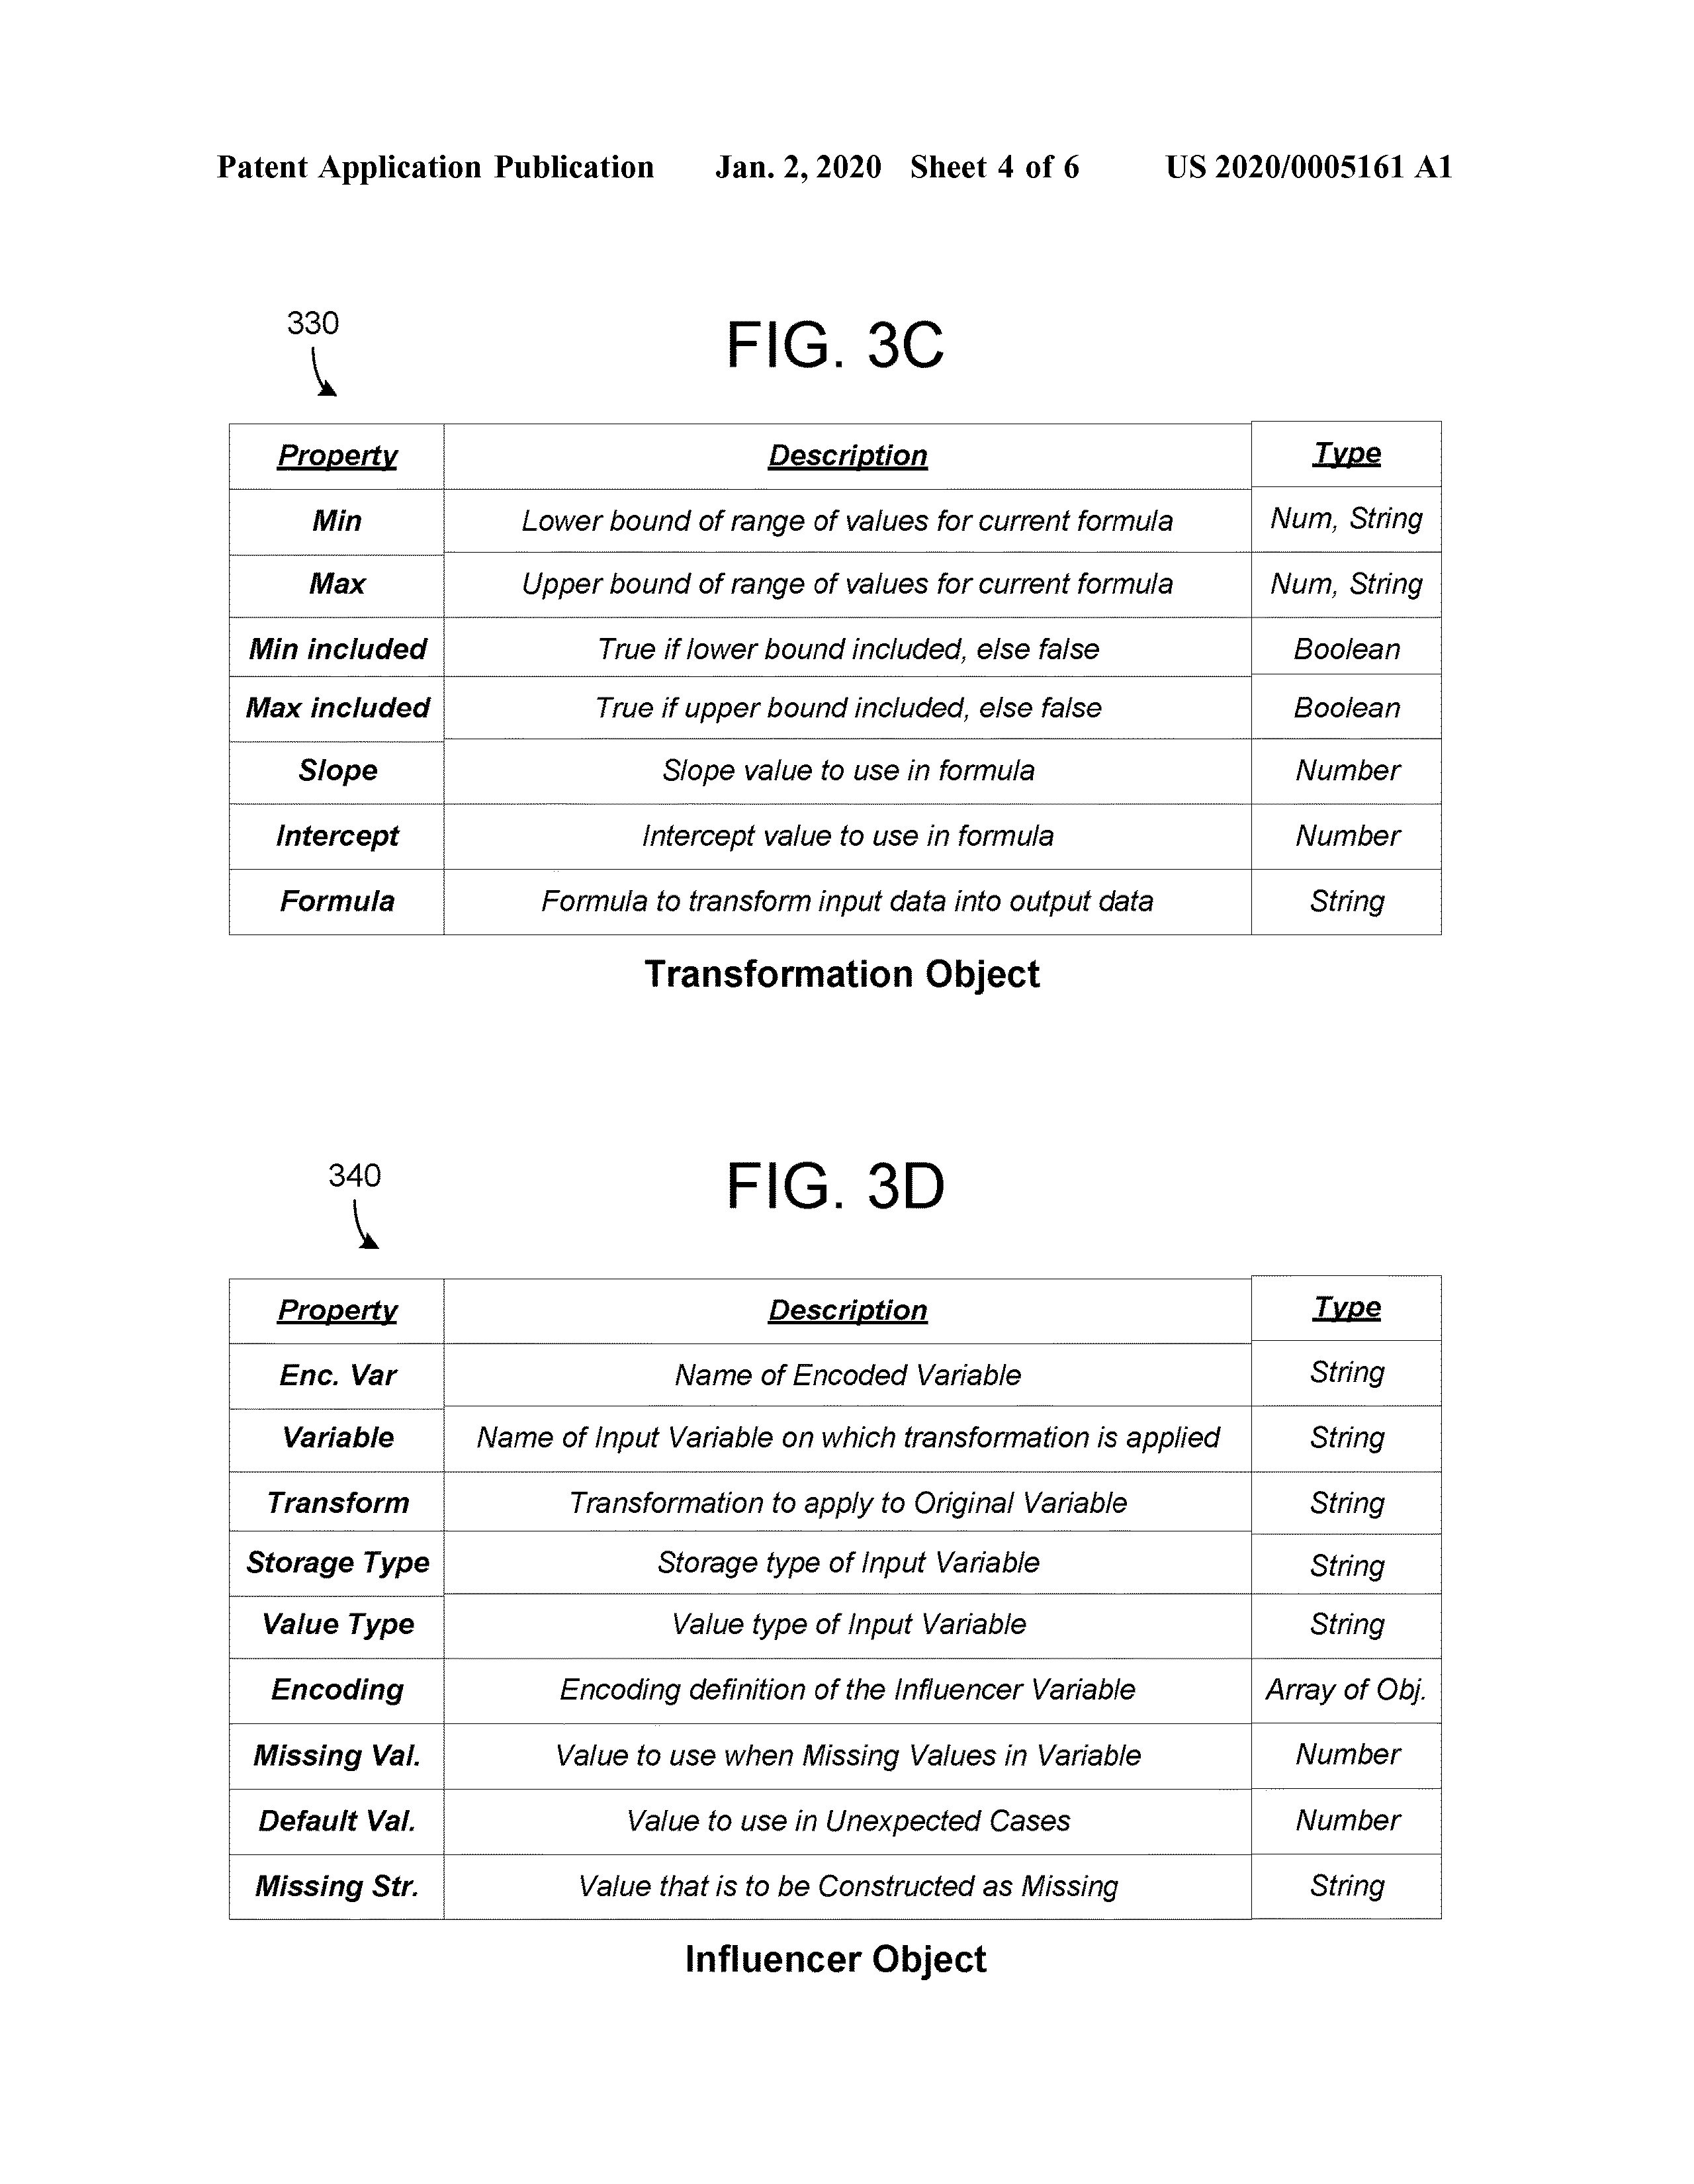 Patent Application Publication Jan. 2, 2020 Sheet 4 of 6 US 2020/0005161 A1
330
FIG. 3C
Property Description Type
Min Lower bound of range of values for current formula Num, String
Max Upper bound of range of values for current formula Num, String
Min included True if lower bound included, else false Boolean
Max included True if upper bound included, else false Boolean
Slope Slope value to use in formula Number
Intercept Intercept value to use in formula Number
Formula Formula to transform input data into output data String
Transformation Object
340
FIG. 3D
Property Description Type
Enc. Var Name of Encoded Variable String
Variable Name of Input Variable on which transformation is applied String
Transform Transformation to apply to Original Variable String
Storage Type Storage type of Input Variable String
Value Type Value type of Input Variable String
Encoding Encoding definition of the Influencer Variable Array of Obj.
Missing Val. Value to use when Missing Values in Variable Number
Default Val. Value to use in Unexpected Cases Number
Missing Str. Value that is to be Constructed as Missing String
Influencer Object